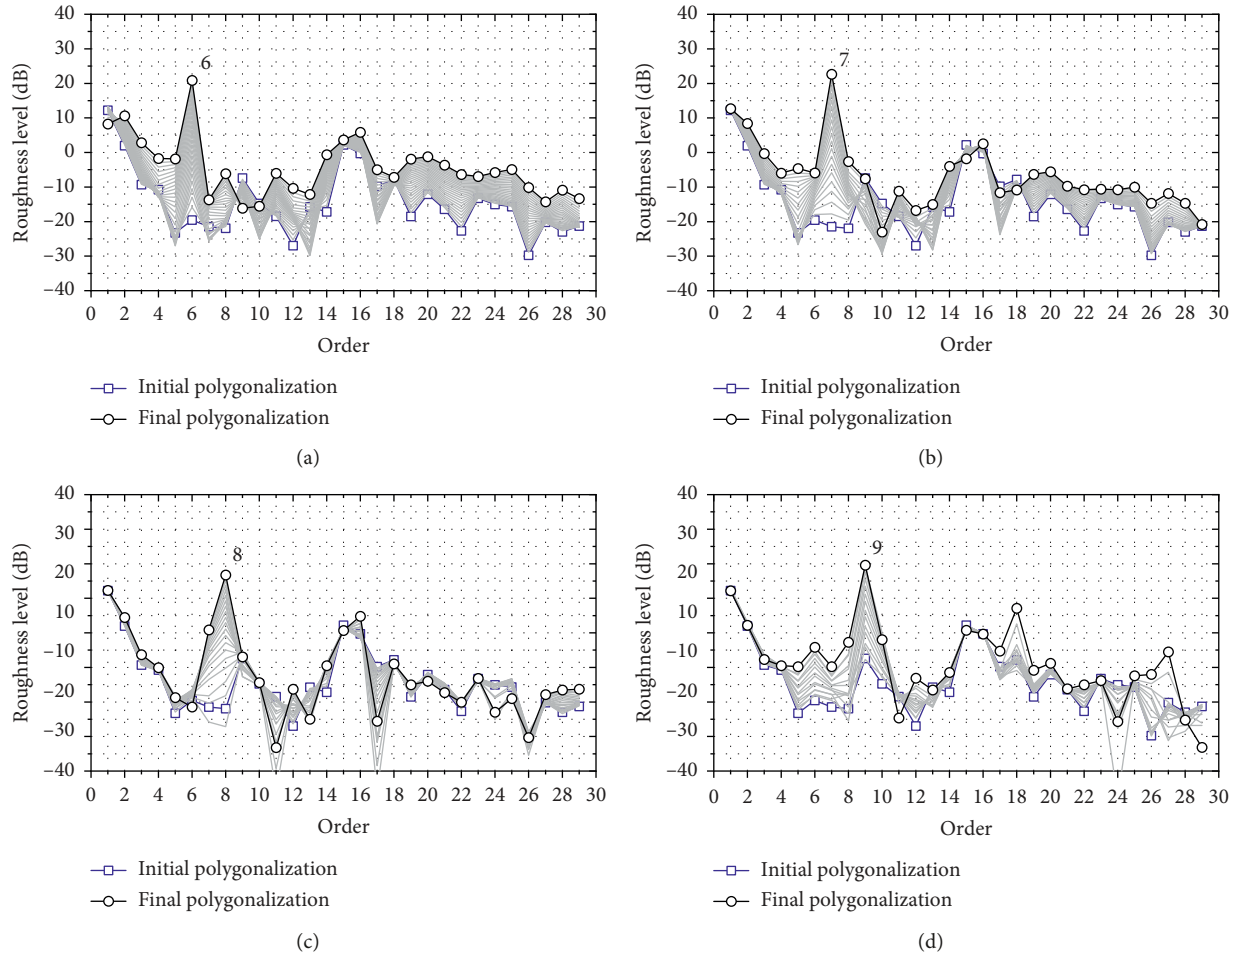 40
30
20
10
0
−10
−20
−30
−40
Roughness level (dB)
6
0 2 4 6 8 10 12 14 16 18 20 22 24 26 28 30
Order
Initial polygonalization
Final polygonalization
(a)
40
30
20
10
0
−10
−20
−30
−40
Roughness level (dB)
7
0 2 4 6 8 10 12 14 16 18 20 22 24 26 28 30
Order
Initial polygonalization
Final polygonalization
(b)
40
30
20
10
−10
−20
−30
−40
Roughness level (dB)
8
0 2 4 6 8 10 12 14 16 18 20 22 24 26 28 30
Order
Initial polygonalization
Final polygonalization
(c)
40
30
20
10
−10
−20
−30
−40
Roughness level (dB)
9
0 2 4 6 8 10 12 14 16 18 20 22 24 26 28 30
Order
Initial polygonalization
Final polygonalization
(d)